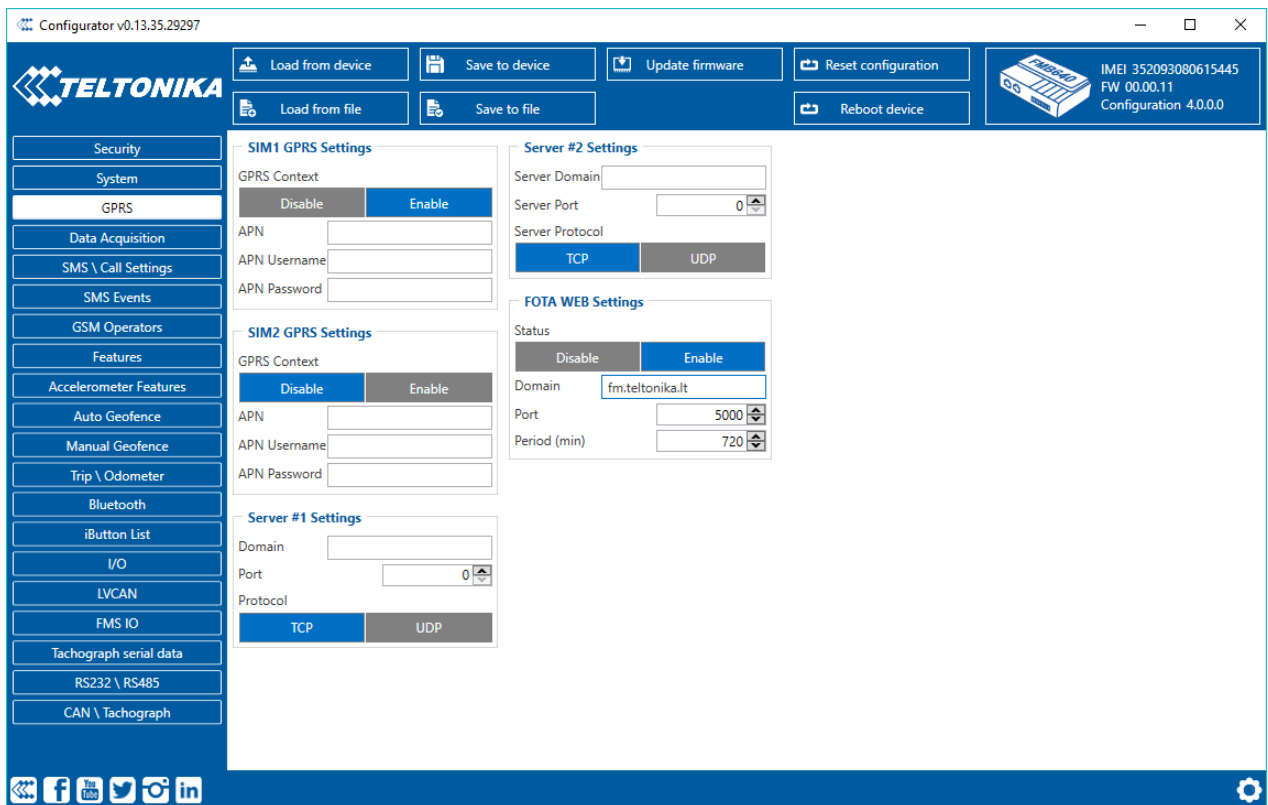 Configurator v0.13.35.29297
TELTONIKA
Load from device
Save to device
Update firmware
Reset configuration
Load from file
Save to file
Reboot device
FMB640
IMEI 352093080615445
FW 00.00.11
Configuration 4.0.0.0
Security
System
GPRS
Data Acquisition
SMS \ Call Settings
SMS Events
GSM Operators
Features
Accelerometer Features
Auto Geofence
Manual Geofence
Trip \ Odometer
Bluetooth
iButton List
I/O
LVCAN
FMS IO
Tachograph serial data
RS232 \ RS485
CAN \ Tachograph
SIM1 GPRS Settings
GPRS Context
Disable Enable
APN
APN Username
APN Password
SIM2 GPRS Settings
GPRS Context
Disable Enable
APN
APN Username
APN Password
Server #1 Settings
Domain
Port 0
Protocol
TCP UDP
Server #2 Settings
Server Domain
Server Port 0
Server Protocol
TCP UDP
FOTA WEB Settings
Status
Disable Enable
Domain fm.teltonika.lt
Port 5000
Period (min) 720
You Tube
in